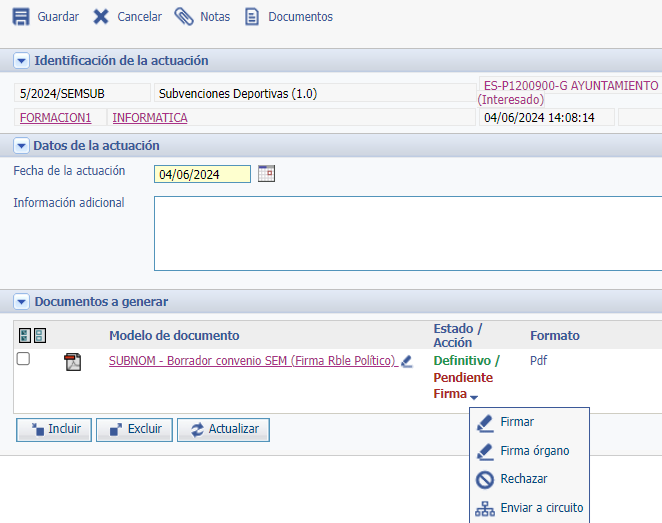 Guardar Cancelar Notas Documentos
Identificación de la actuación
5/2024/SEMSUB Subvenciones Deportivas (1.0) ES-P1200900-G AYUNTAMIENTO
(Interesado)
FORMACION1 INFORMATICA 04/06/2024 14:08:14
Datos de la actuación
Fecha de la actuación 04/06/2024
Información adicional
Documentos a generar
Modelo de documento Estado / Acción Formato
SUBNOM - Borrador convenio SEM (Firma Rble Político) Definitivo / Pdf
Pendiente
Firma
Incluir Excluir Actualizar
Firmar
Firma órgano
Rechazar
Enviar a circuito